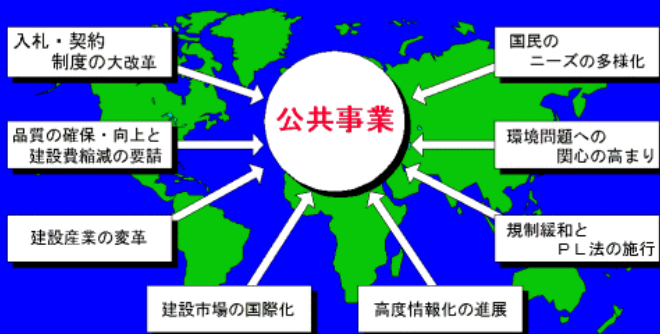 入札・契約
制度の大改革
国民の
ニーズの多様化
公共事業
品質の確保・向上と
建設費縮減の要請
環境問題への
関心の高まり
建設産業の変革
規制緩和と
ＰＬ法の施行
建設市場の国際化
高度情報化の進展